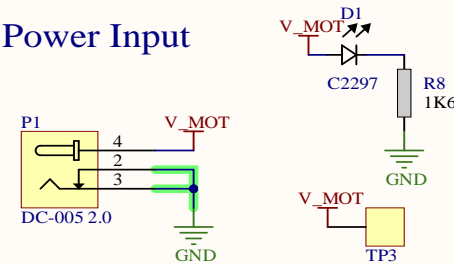 Power Input
V_MOT
D1
C2297
R8
1K6
GND
P1
4
V_MOT
2
3
DC-005 2.0
GND
V_MOT
TP3